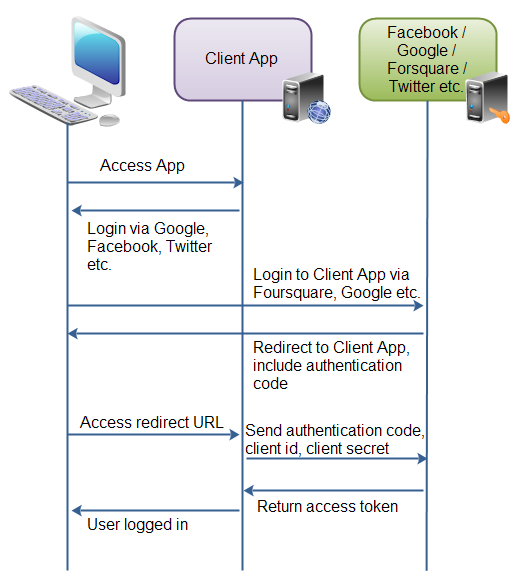 Client App
Facebook /
Google /
Forsquare /
Twitter etc.
Access App
Login via Google,
Facebook, Twitter
etc.
Login to Client App via
Foursquare, Google etc.
Redirect to Client App,
include authentication
code
Access redirect URL
Send authentication code,
client id, client secret
Return access token
User logged in